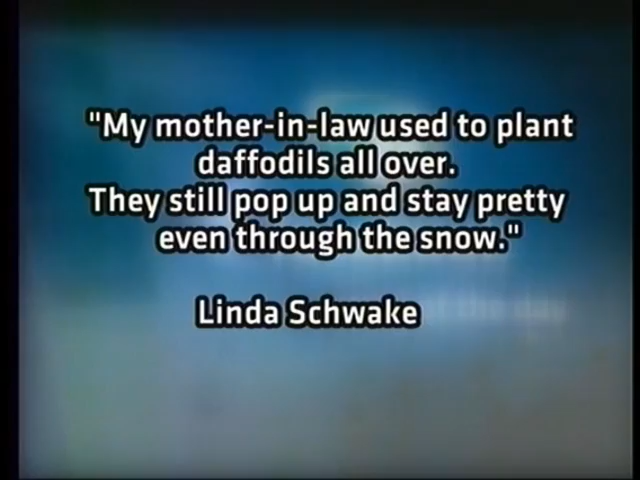 "My mother-in-law used to plant
daffodils all over.
They still pop up and stay pretty
even through the snow."
Linda Schwake